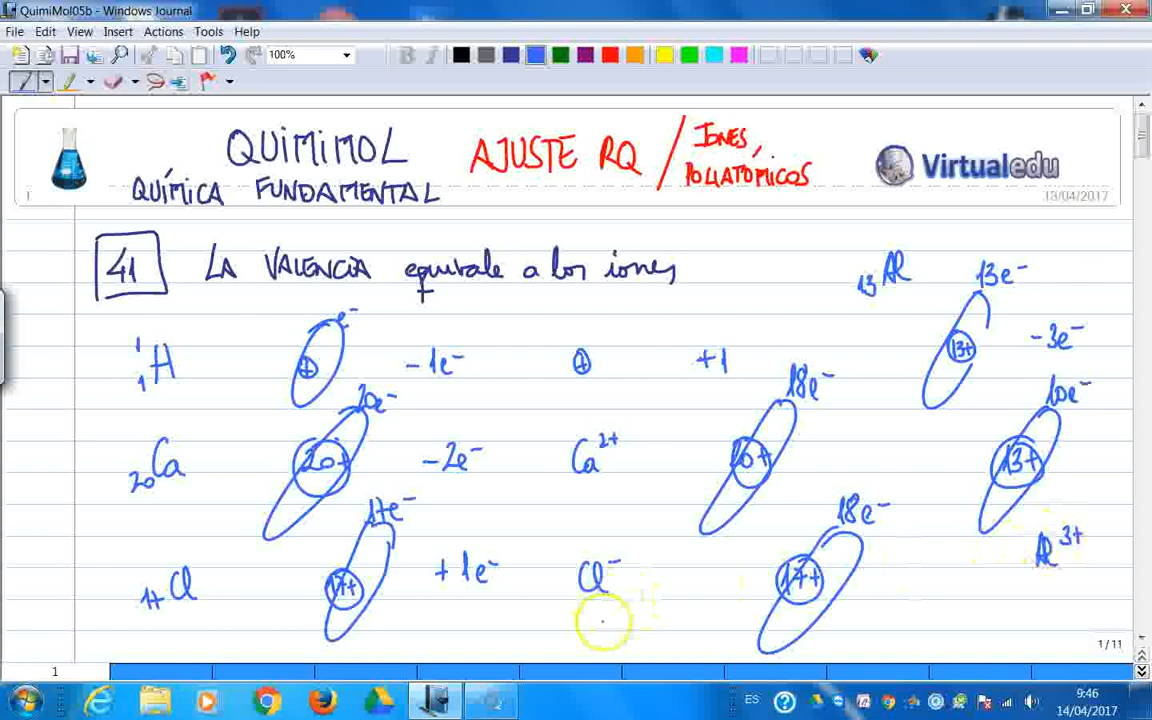 QuimiMol05b - Windows Journal
File Edit View Insert Actions Tools Help
100%
QUIMIMOL AJUSTE RQ / IONES,
POLIATÓMICOS
QUÍMICA FUNDAMENTAL
Virtualedu
1 13/04/2017
41 LA VALENCIA equivale a los iones
13Al 13e⁻
13+ -3e⁻
¹₁H e⁻ + -1e⁻ + +1
₂₀Ca 20e⁻ 20+ -2e⁻ Ca²⁺ 18e⁻ 20+ 10e⁻ 13+
Al³⁺
₁₇Cl 17e⁻ 17+ +1e⁻ Cl⁻ 18e⁻ 17+
1/11
1
ES 9:46
14/04/2017